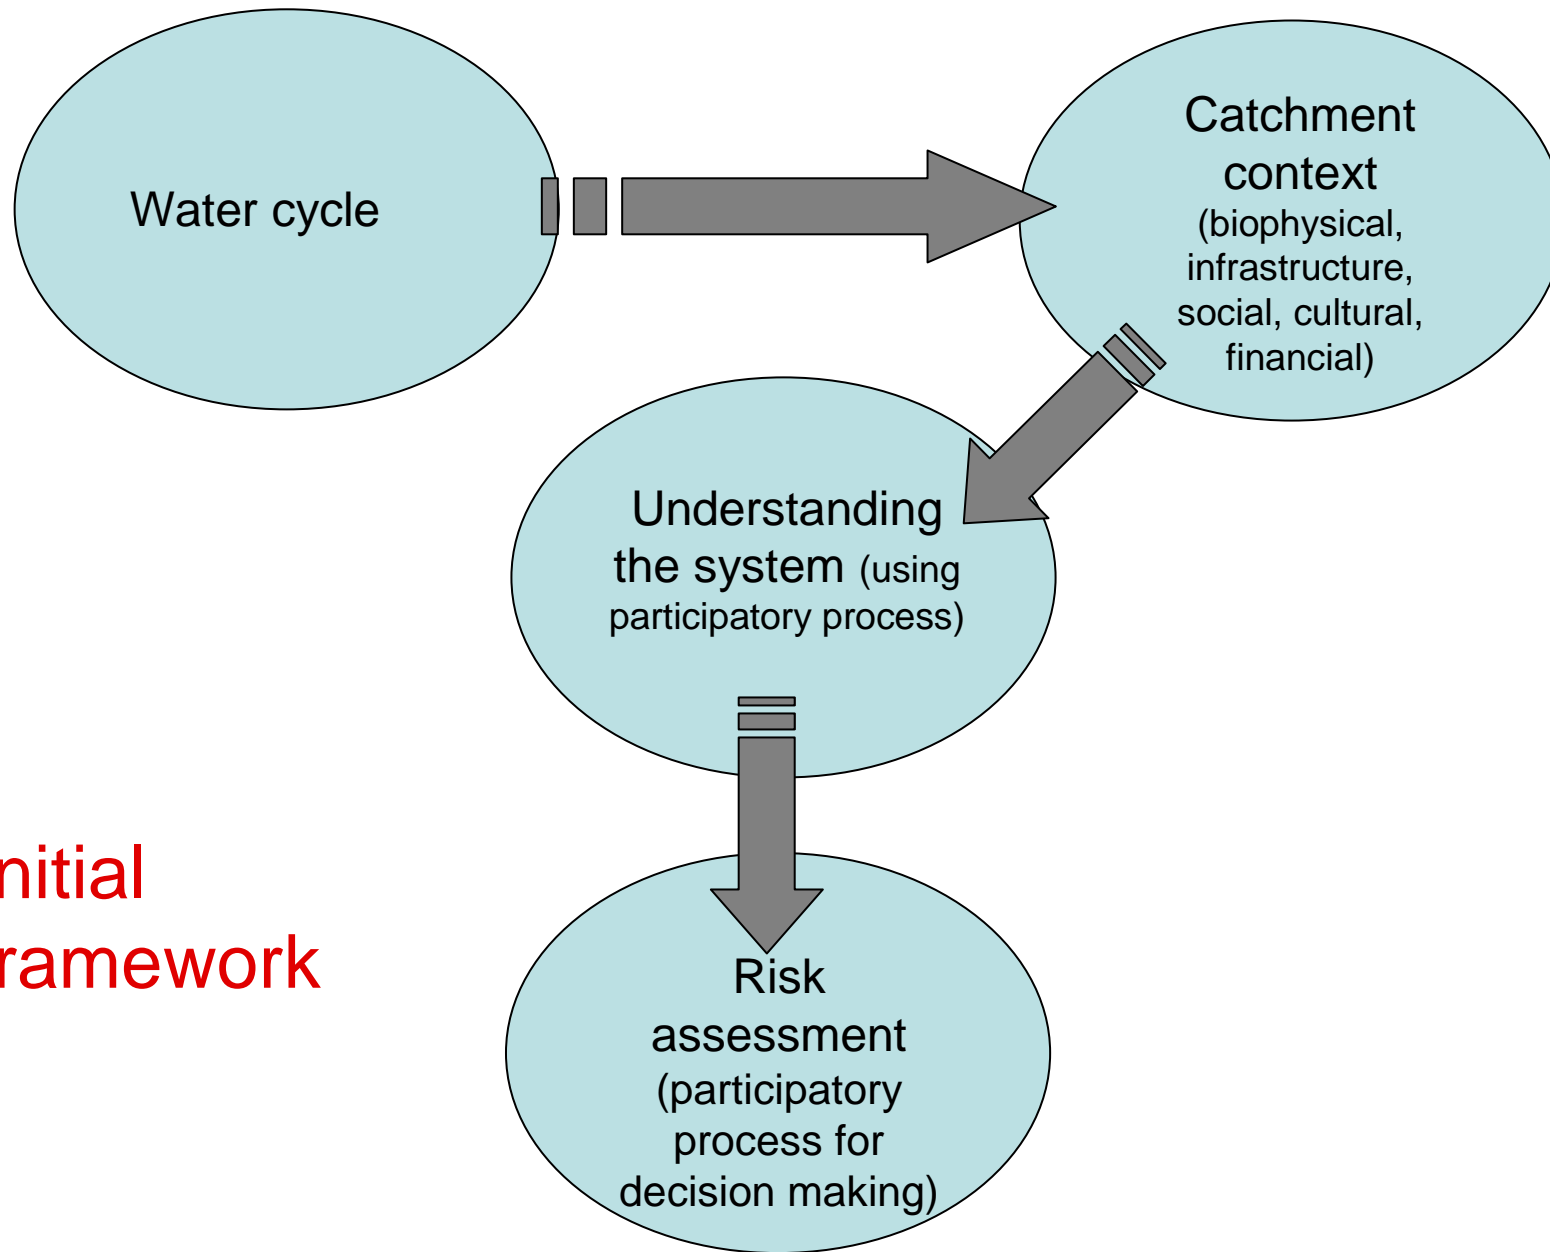 Water cycle
Catchment
context
(biophysical,
infrastructure,
social, cultural,
financial)
Understanding
the system (using
participatory process)
nitial
ramework
Risk
assessment
(participatory
process for
decision making)